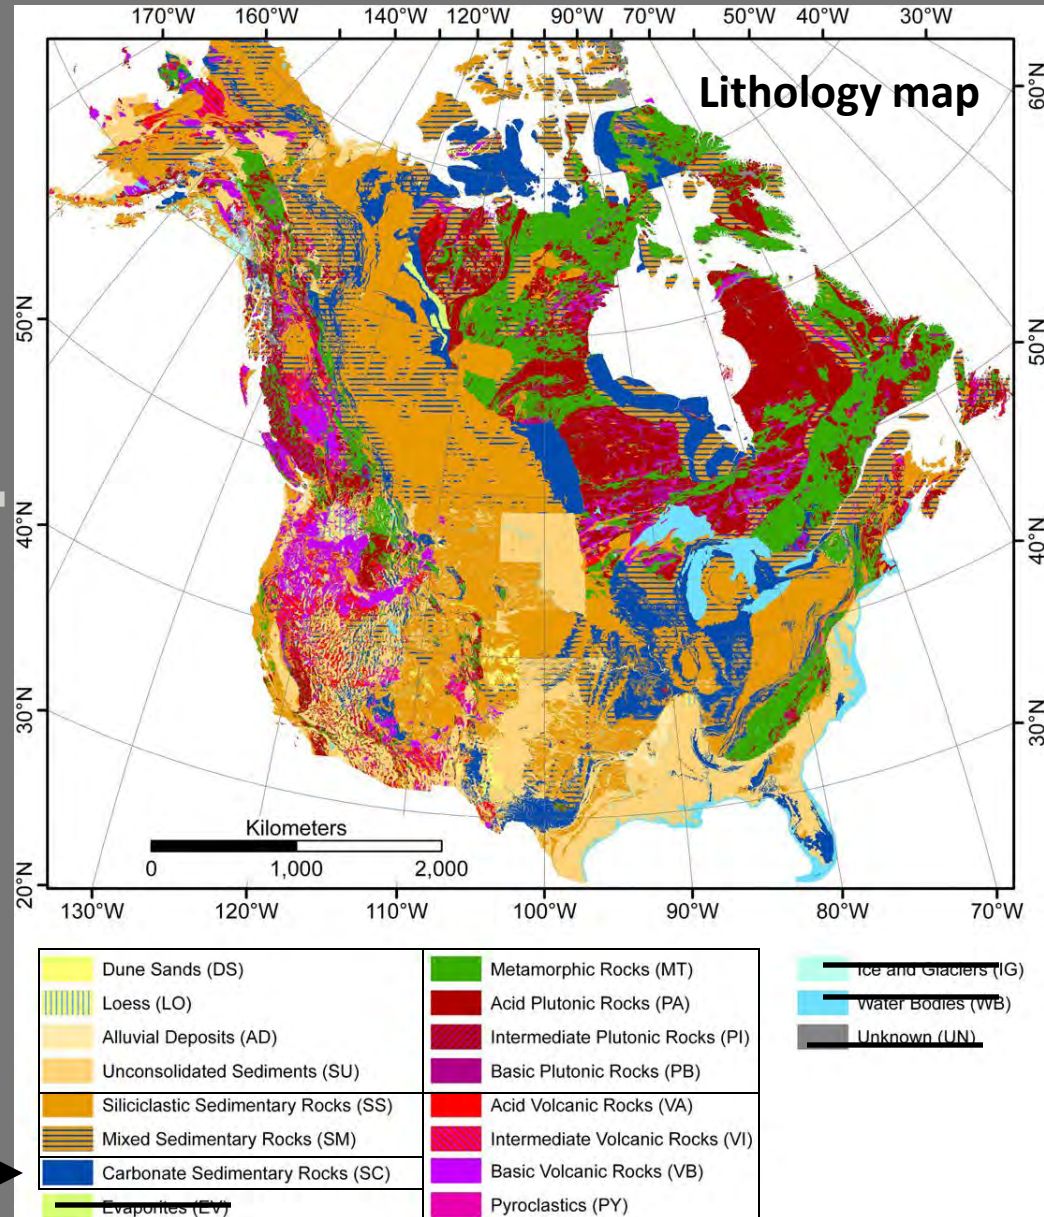 170°W 160°W 140°W 120°W 90°W 70°W 50°W 40°W 30°W
Lithology map
60°N
50°N
50°N
40°N
40°N
30°N
30°N
20°N
Kilometers
0 1,000 2,000
130°W 120°W 110°W 100°W 90°W 80°W 70°W
Dune Sands (DS)
Loess (LO)
Alluvial Deposits (AD)
Unconsolidated Sediments (SU)
Siliciclastic Sedimentary Rocks (SS)
Mixed Sedimentary Rocks (SM)
Carbonate Sedimentary Rocks (SC)
Evaporites (EV)
Metamorphic Rocks (MT)
Acid Plutonic Rocks (PA)
Intermediate Plutonic Rocks (PI)
Basic Plutonic Rocks (PB)
Acid Volcanic Rocks (VA)
Intermediate Volcanic Rocks (VI)
Basic Volcanic Rocks (VB)
Pyroclastics (PY)
Ice and Glaciers (IG)
Water Bodies (WB)
Unknown (UN)